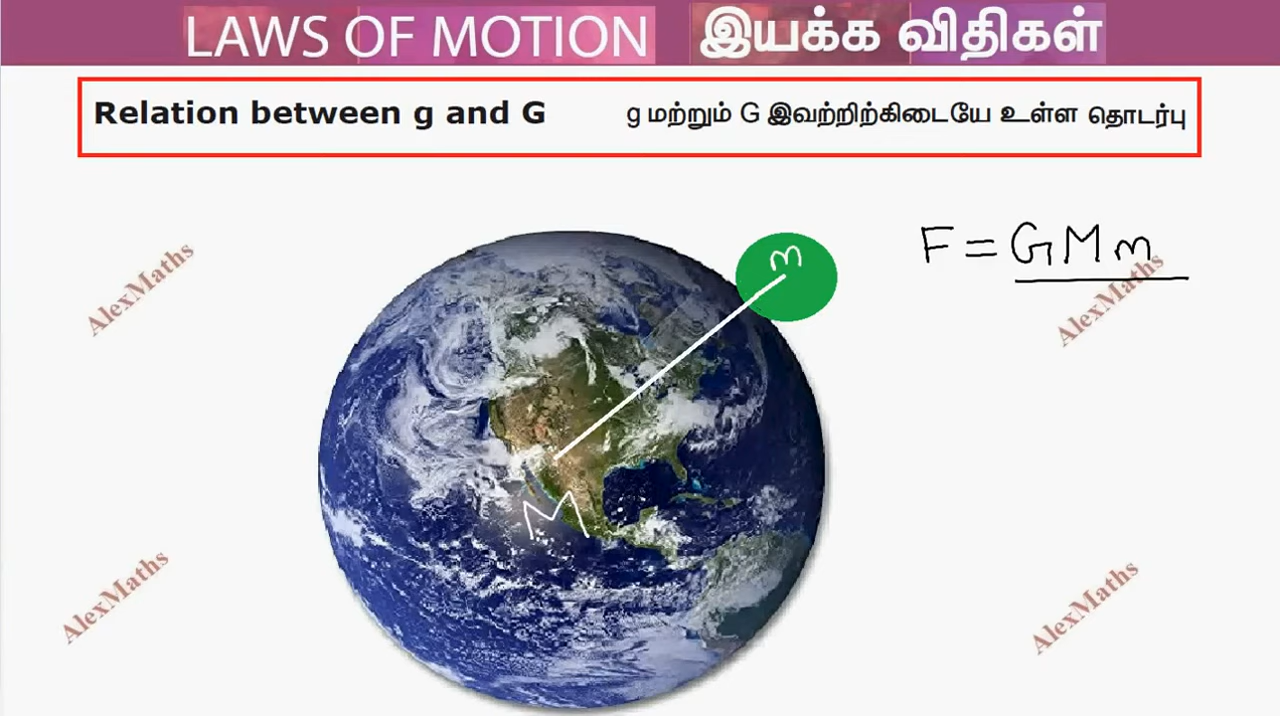 LAWS OF MOTION இயக்க விதிகள்
Relation between g and G g மற்றும் G இவற்றிற்கிடையே உள்ள தொடர்பு
m
F = GMm
AlexMaths
AlexMaths
M
AlexMaths
AlexMaths